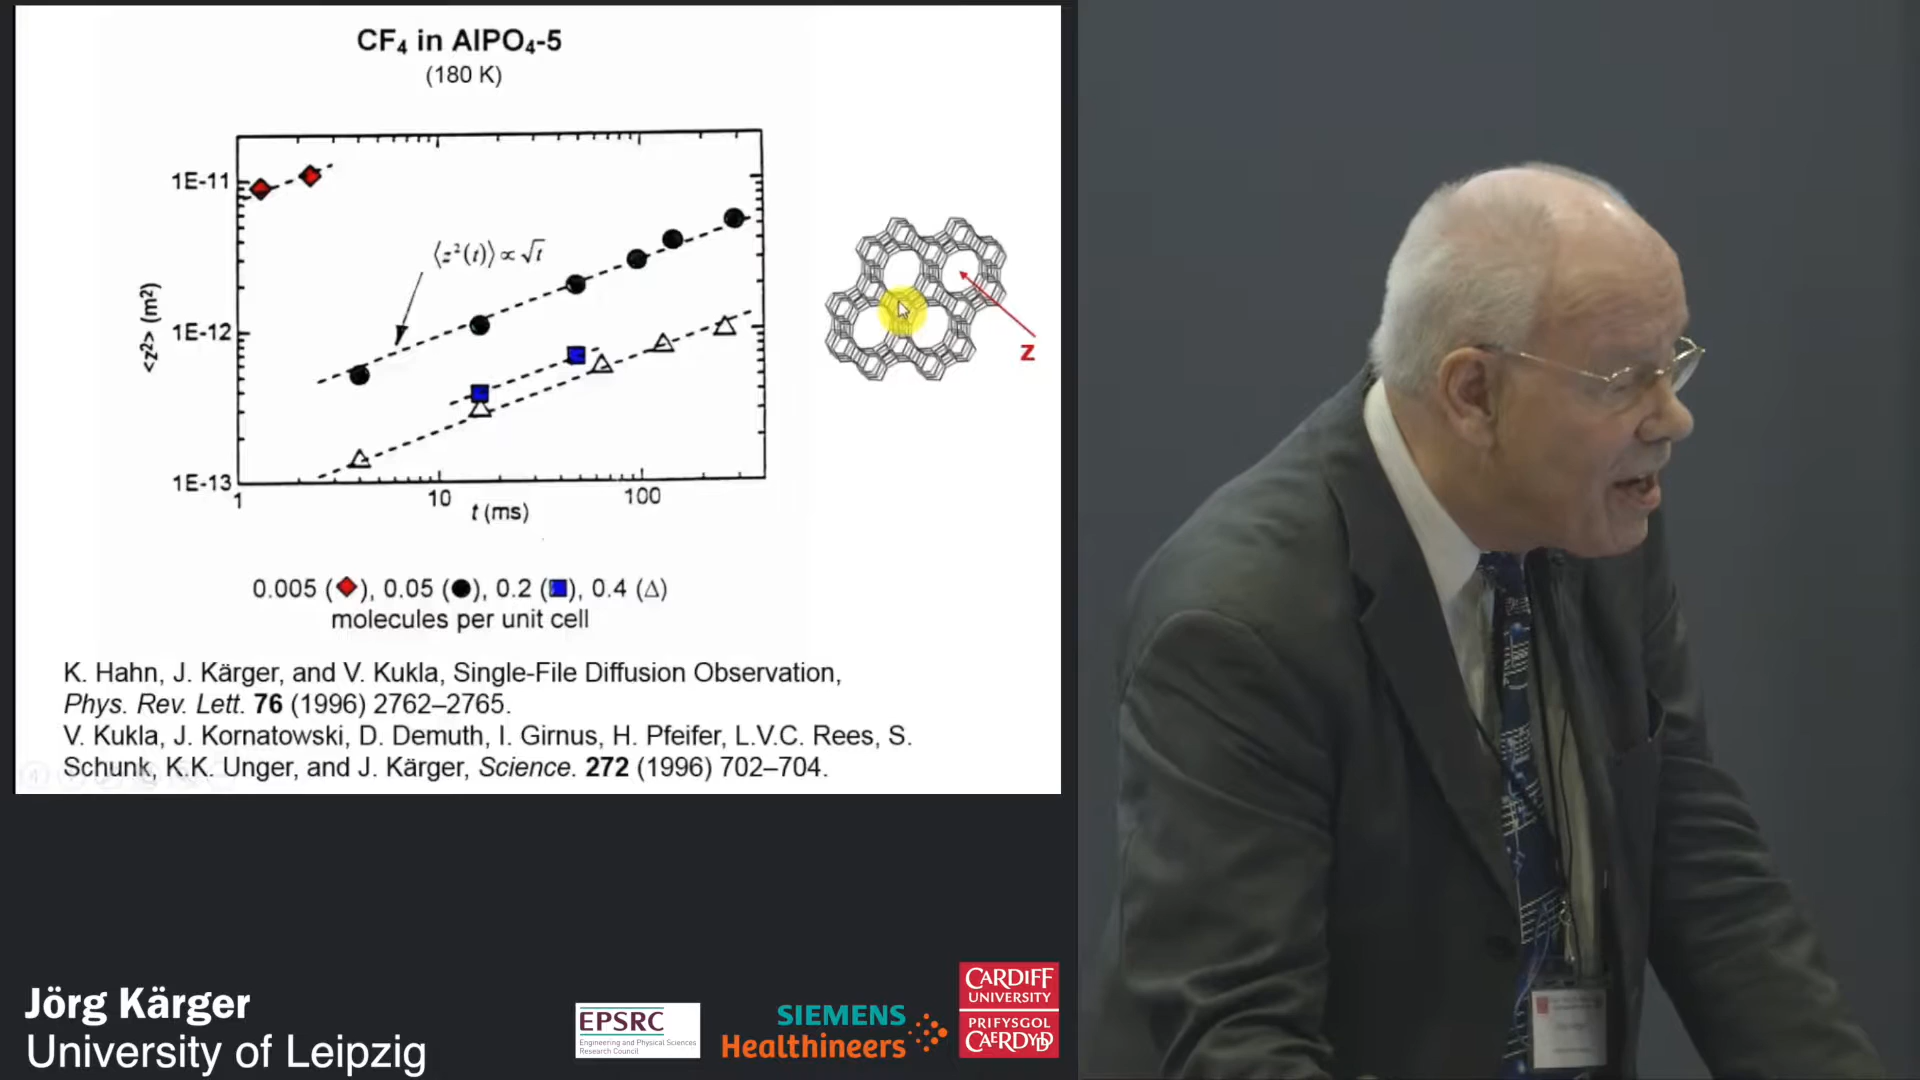 CF₄ in AlPO₄-5
(180 K)
1E-11
⟨z²(t)⟩ ∝ √t
<z²> (m²)
1E-12
z
1E-13
1
10
100
t (ms)
0.005 (◆), 0.05 (●), 0.2 (■), 0.4 (△)
molecules per unit cell
K. Hahn, J. Kärger, and V. Kukla, Single-File Diffusion Observation,
Phys. Rev. Lett. 76 (1996) 2762–2765.
V. Kukla, J. Kornatowski, D. Demuth, I. Girnus, H. Pfeifer, L.V.C. Rees, S.
Schunk, K.K. Unger, and J. Kärger, Science. 272 (1996) 702–704.
Jörg Kärger
University of Leipzig
EPSRC
Engineering and Physical Sciences
Research Council
SIEMENS
Healthineers
CARDIFF
UNIVERSITY
PRIFYSGOL
CAERDYDD